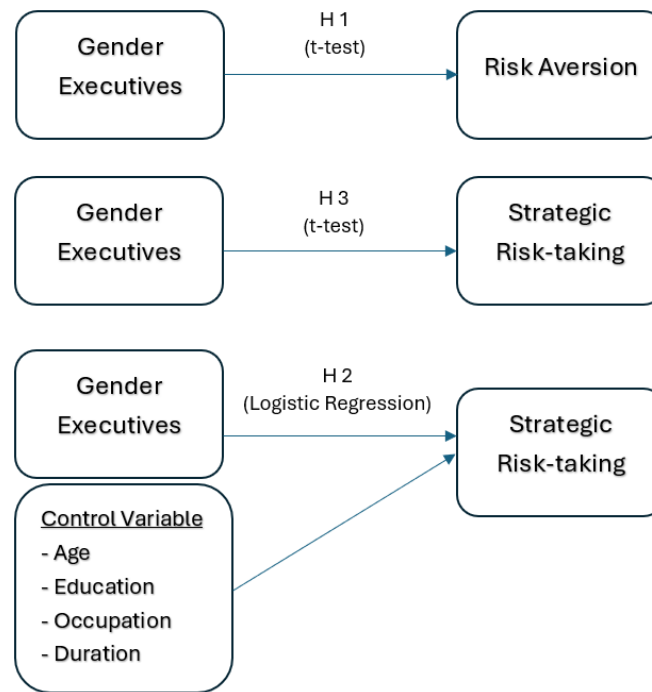 Gender
Executives
H 1
(t-test)
Risk Aversion
Gender
Executives
H 3
(t-test)
Strategic
Risk-taking
Gender
Executives
H 2
(Logistic Regression)
Strategic
Risk-taking
Control Variable
- Age
- Education
- Occupation
- Duration